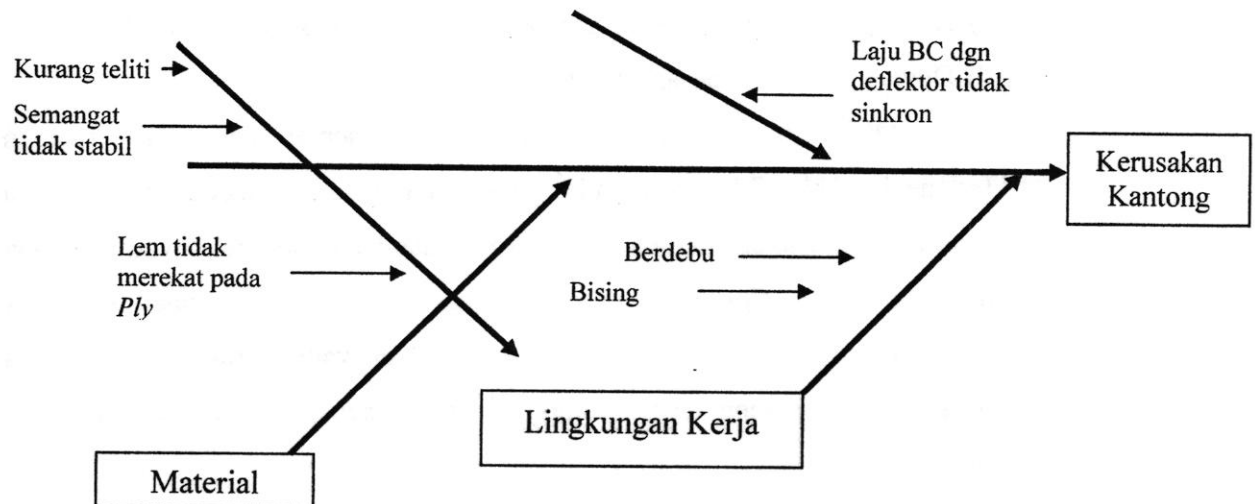 Kurang teliti
Semangat
tidak stabil
Laju BC dgn
deflektor tidak
sinkron
Kerusakan
Kantong
Lem tidak
merekat pada
Ply
Berdebu
Bising
Lingkungan Kerja
Material